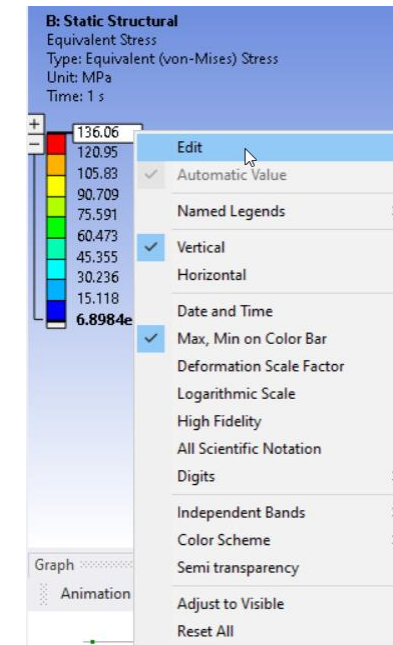 B: Static Structural
Equivalent Stress
Type: Equivalent (von-Mises) Stress
Unit: MPa
Time: 1 s
+
−
136.06
120.95
105.83
90.709
75.591
60.473
45.355
30.236
15.118
6.8984e
Edit
Automatic Value
Named Legends
Vertical
Horizontal
Date and Time
Max, Min on Color Bar
Deformation Scale Factor
Logarithmic Scale
High Fidelity
All Scientific Notation
Digits
Independent Bands
Color Scheme
Semi transparency
Adjust to Visible
Reset All
Graph
Animation